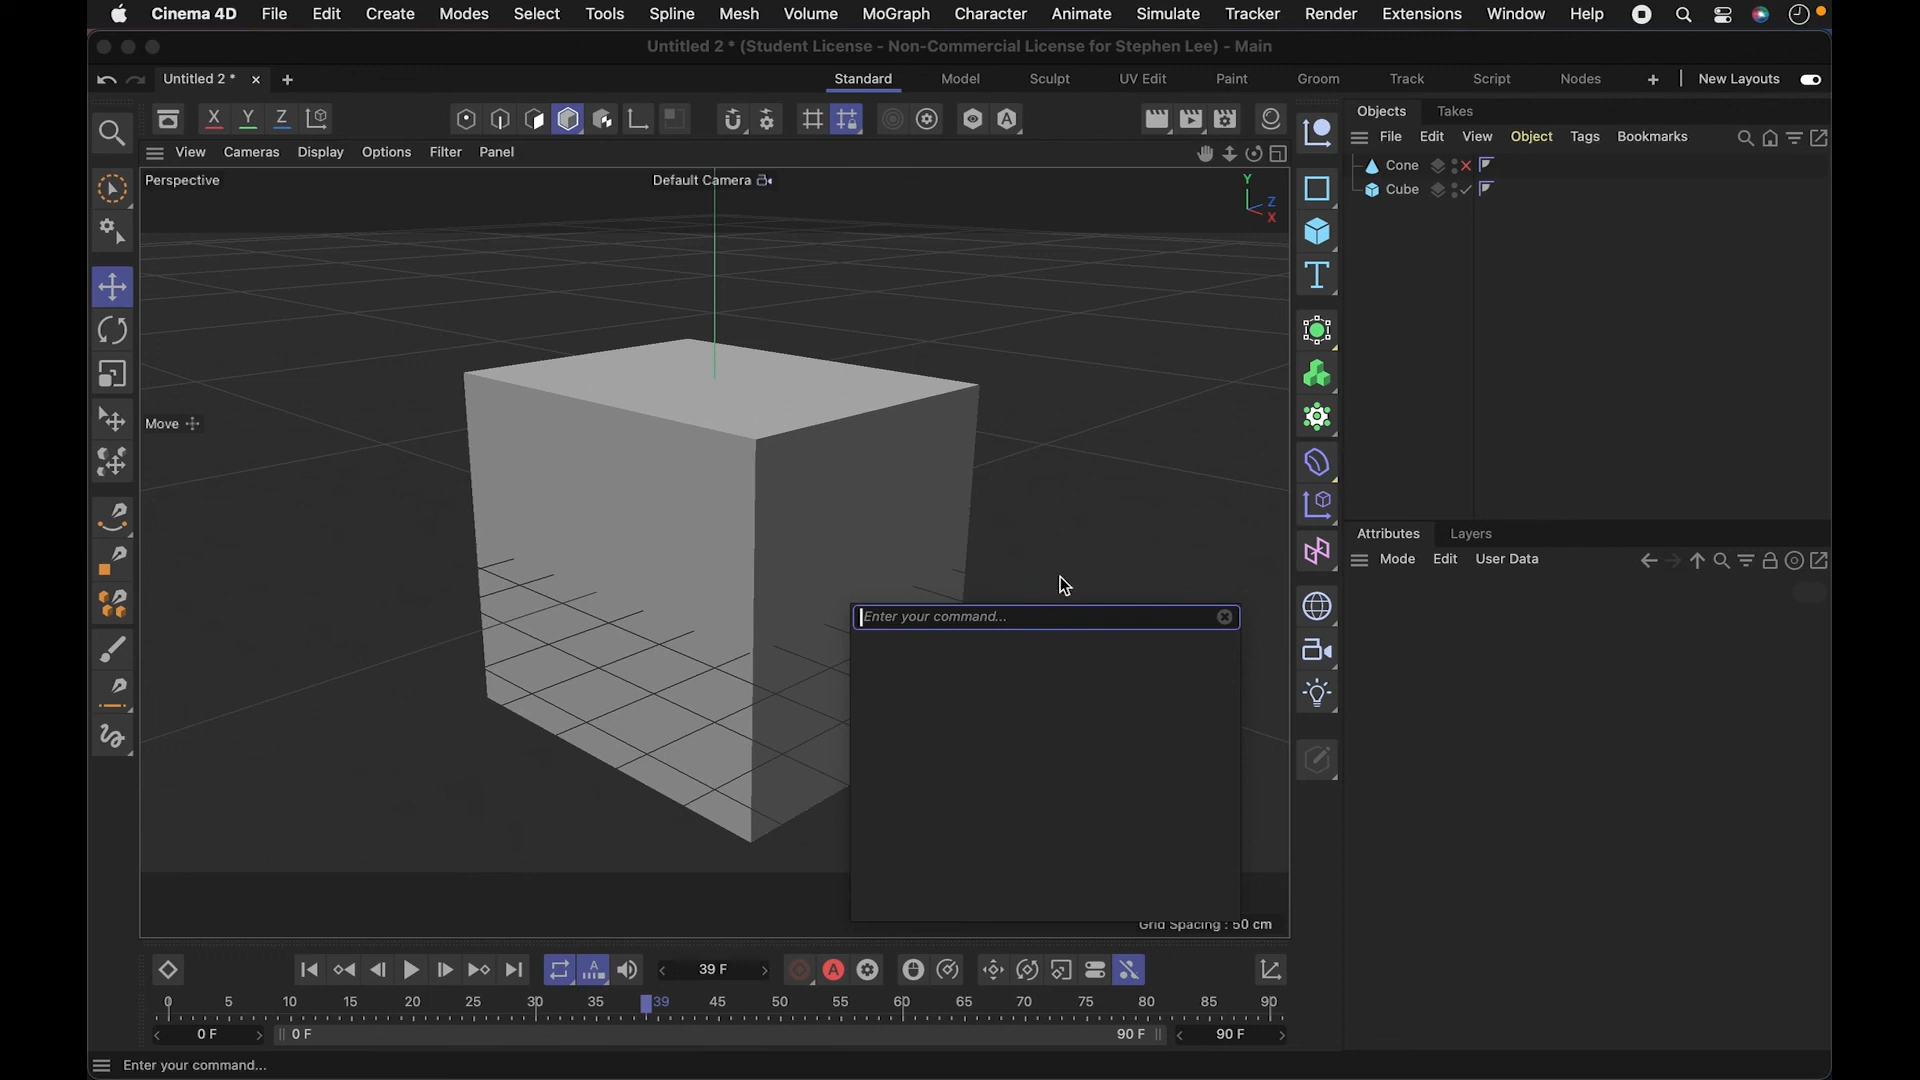 Cinema 4D File Edit Create Modes Select Tools Spline Mesh Volume MoGraph Character Animate Simulate Tracker Render Extensions Window Help
Untitled 2 * (Student License - Non-Commercial License for Stephen Lee) - Main
Untitled 2 * Standard Model Sculpt UV Edit Paint Groom Track Script Nodes New Layouts
X Y Z
Objects Takes
File Edit View Object Tags Bookmarks
View Cameras Display Options Filter Panel
Perspective Default Camera
Y
Z
X
Cone
Cube
Move
Attributes Layers
Mode Edit User Data
Enter your command...
Grid Spacing : 50 cm
39 F
0 5 10 15 20 25 30 35 39 45 50 55 60 65 70 75 80 85 90
0 F 0 F 90 F 90 F
Enter your command...